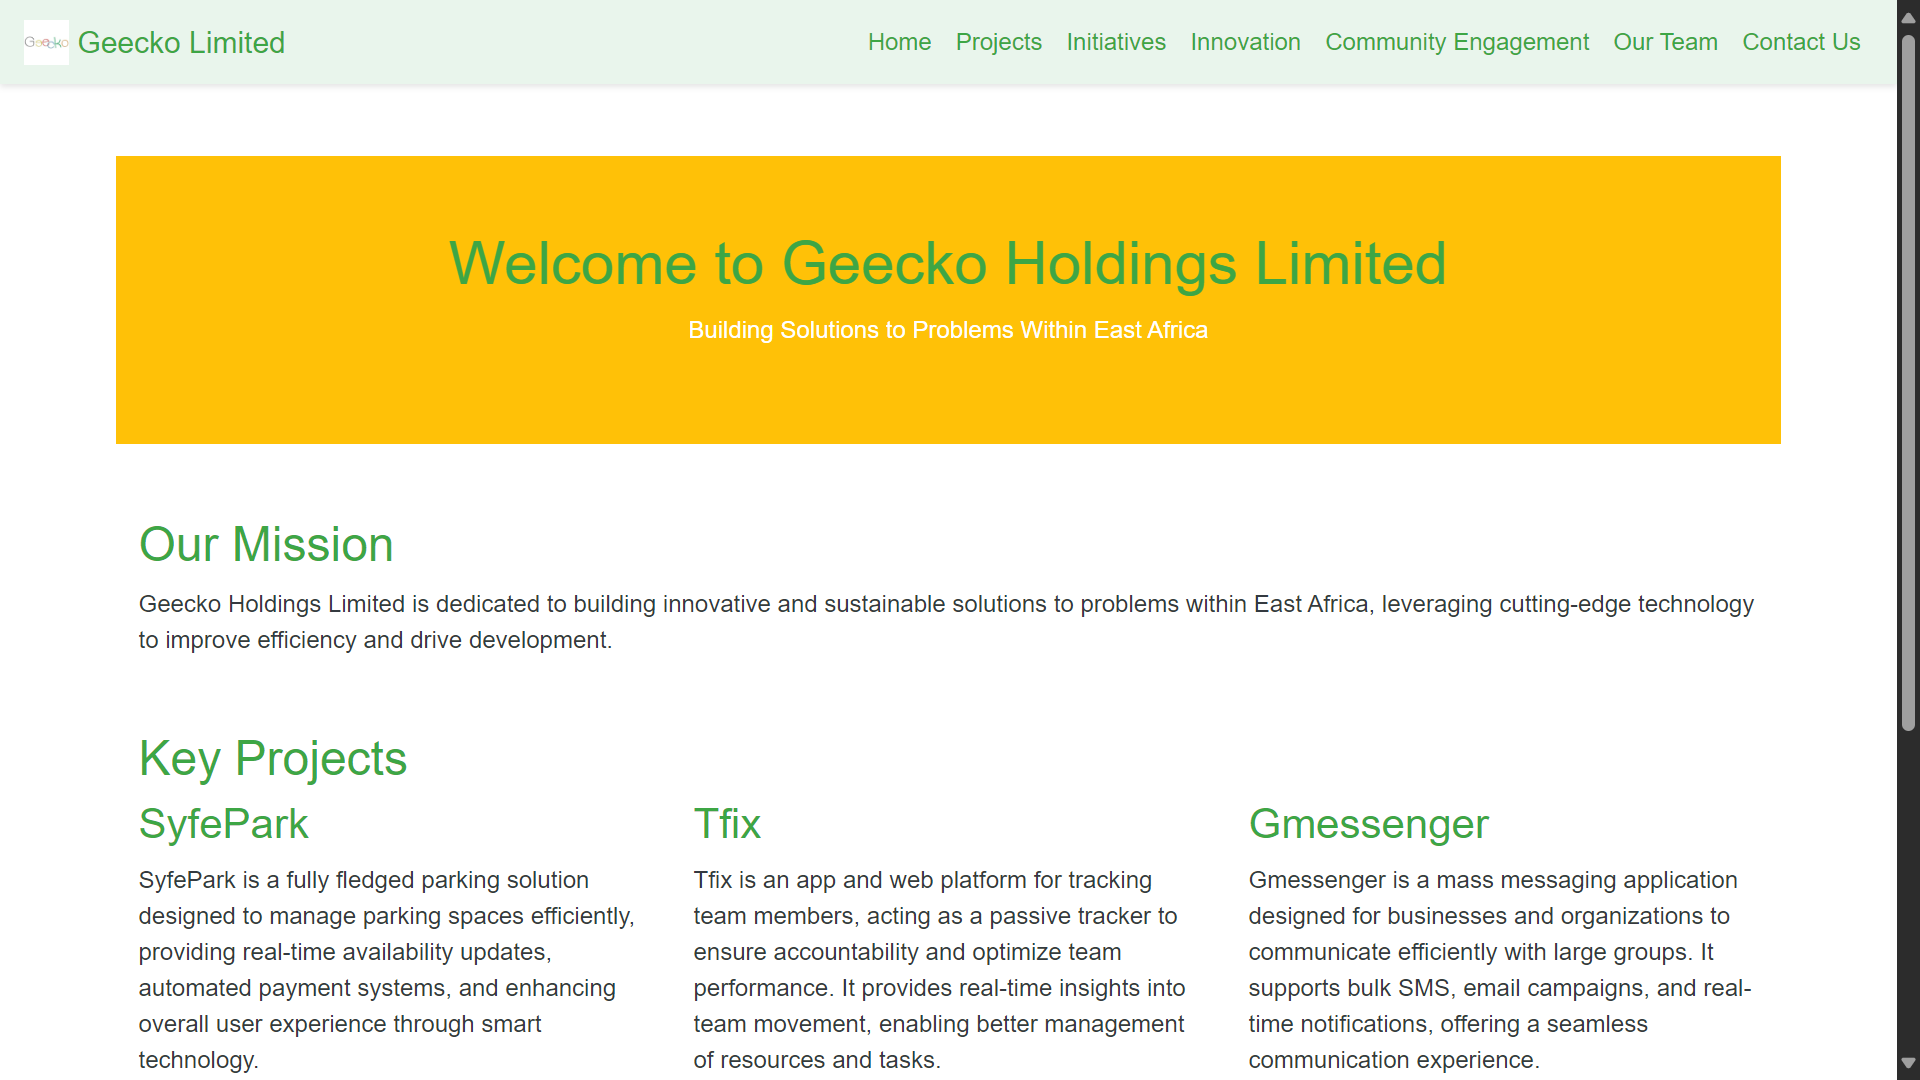 Geecko
Geecko Limited
Home
Projects
Initiatives
Innovation
Community Engagement
Our Team
Contact Us
Welcome to Geecko Holdings Limited
Building Solutions to Problems Within East Africa
Our Mission
Geecko Holdings Limited is dedicated to building innovative and sustainable solutions to problems within East Africa, leveraging cutting-edge technology
to improve efficiency and drive development.
Key Projects
SyfePark
SyfePark is a fully fledged parking solution
designed to manage parking spaces efficiently,
providing real-time availability updates,
automated payment systems, and enhancing
overall user experience through smart
technology.
Tfix
Tfix is an app and web platform for tracking
team members, acting as a passive tracker to
ensure accountability and optimize team
performance. It provides real-time insights into
team movement, enabling better management
of resources and tasks.
Gmessenger
Gmessenger is a mass messaging application
designed for businesses and organizations to
communicate efficiently with large groups. It
supports bulk SMS, email campaigns, and real-
time notifications, offering a seamless
communication experience.